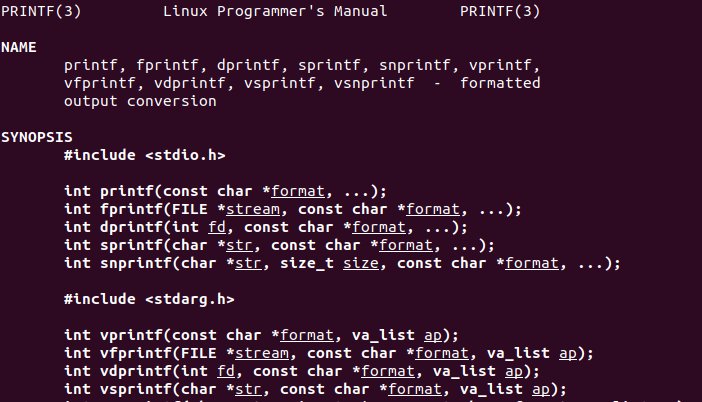 PRINTF(3)          Linux Programmer's Manual         PRINTF(3)
NAME
       printf, fprintf, dprintf, sprintf, snprintf, vprintf,
       vfprintf, vdprintf, vsprintf, vsnprintf  -  formatted
       output conversion
SYNOPSIS
       #include <stdio.h>
       int printf(const char *format, ...);
       int fprintf(FILE *stream, const char *format, ...);
       int dprintf(int fd, const char *format, ...);
       int sprintf(char *str, const char *format, ...);
       int snprintf(char *str, size_t size, const char *format, ...);
       #include <stdarg.h>
       int vprintf(const char *format, va_list ap);
       int vfprintf(FILE *stream, const char *format, va_list ap);
       int vdprintf(int fd, const char *format, va_list ap);
       int vsprintf(char *str, const char *format, va_list ap);